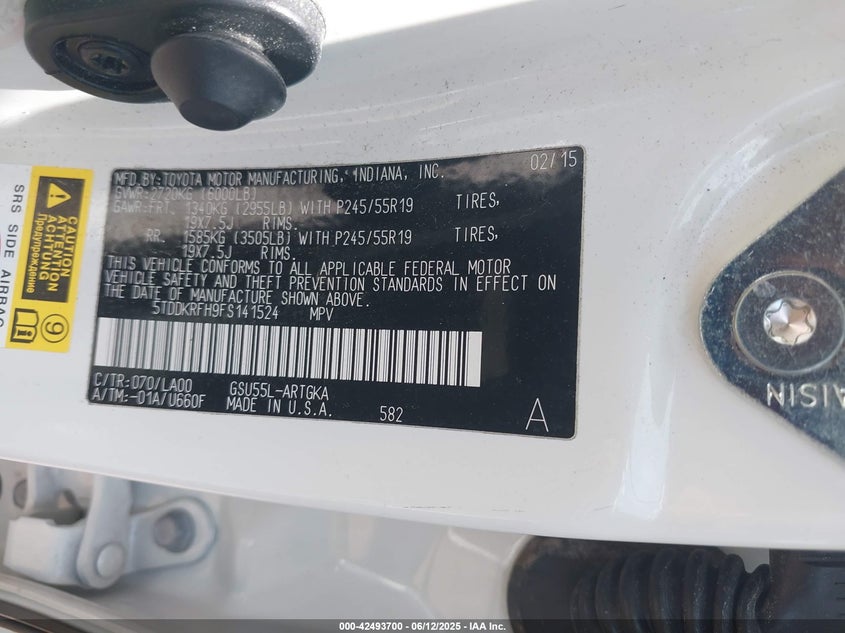 MFD.BY:TOYOTA MOTOR MANUFACTURING, INDIANA, INC. 02/15
GVWR:2720KG (6000LB)
GAWR:FRT. 1340KG (2955LB) WITH P245/55R19 TIRES,
19X7.5J RIMS.
RR. 1585KG (3505LB) WITH P245/55R19 TIRES,
19X7.5J RIMS.
THIS VEHICLE CONFORMS TO ALL APPLICABLE FEDERAL MOTOR
VEHICLE SAFETY AND THEFT PREVENTION STANDARDS IN EFFECT ON
THE DATE OF MANUFACTURE SHOWN ABOVE.
5TDDKRFH9FS141524 MPV
C/TR:070/LA00 GSU55L-ARTGKA
A/TM:-01A/U660F MADE IN U.S.A. 582 A
CAUTION
ATTENTION
ACHTUNG
Предупреждение
9
SRS SIDE AIRBAG
AISIN
000-42493700 - 06/12/2025 - IAA Inc.